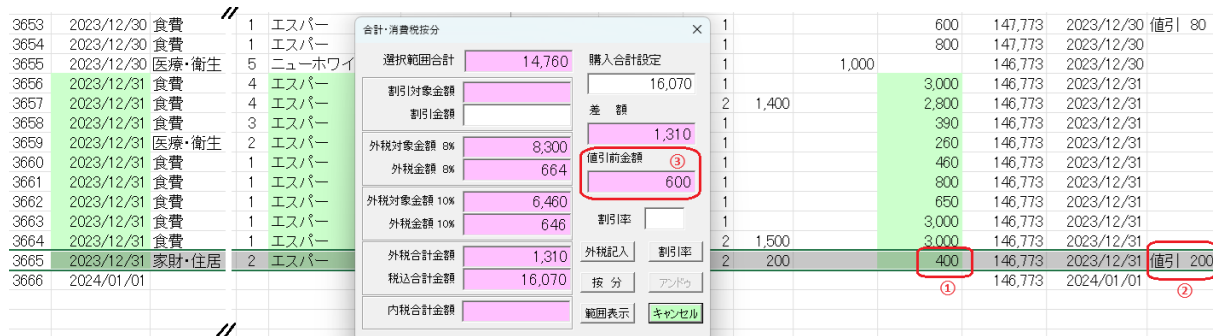 合計・消費税按分 ×
選択範囲合計 14,760
割引対象金額
割引金額
外税対象金額 8% 8,300
外税金額 8% 664
外税対象金額 10% 6,460
外税金額 10% 646
外税合計金額 1,310
税込合計金額 16,070
内税合計金額
購入合計設定
16,070
差 額
1,310
値引前金額 ③
600
割引率
外税記入 割引率
按 分 アンドゥ
範囲表示 キャンセル
3653 2023/12/30 食費 1 エスパー 1 600 147,773 2023/12/30 値引 80
3654 2023/12/30 食費 1 エスパー 1 800 147,773 2023/12/30
3655 2023/12/30 医療・衛生 5 ニューホワイ 1 1,000 146,773 2023/12/30
3656 2023/12/31 食費 4 エスパー 1 3,000 146,773 2023/12/31
3657 2023/12/31 食費 4 エスパー 2 1,400 2,800 146,773 2023/12/31
3658 2023/12/31 食費 3 エスパー 1 390 146,773 2023/12/31
3659 2023/12/31 医療・衛生 2 エスパー 1 260 146,773 2023/12/31
3660 2023/12/31 食費 1 エスパー 1 460 146,773 2023/12/31
3661 2023/12/31 食費 1 エスパー 1 800 146,773 2023/12/31
3662 2023/12/31 食費 1 エスパー 1 650 146,773 2023/12/31
3663 2023/12/31 食費 1 エスパー 1 3,000 146,773 2023/12/31
3664 2023/12/31 食費 1 エスパー 2 1,500 3,000 146,773 2023/12/31
3665 2023/12/31 家財・住居 2 エスパー 2 200 400 146,773 2023/12/31 値引 200
3666 2024/01/01 146,773 2024/01/01
① ②